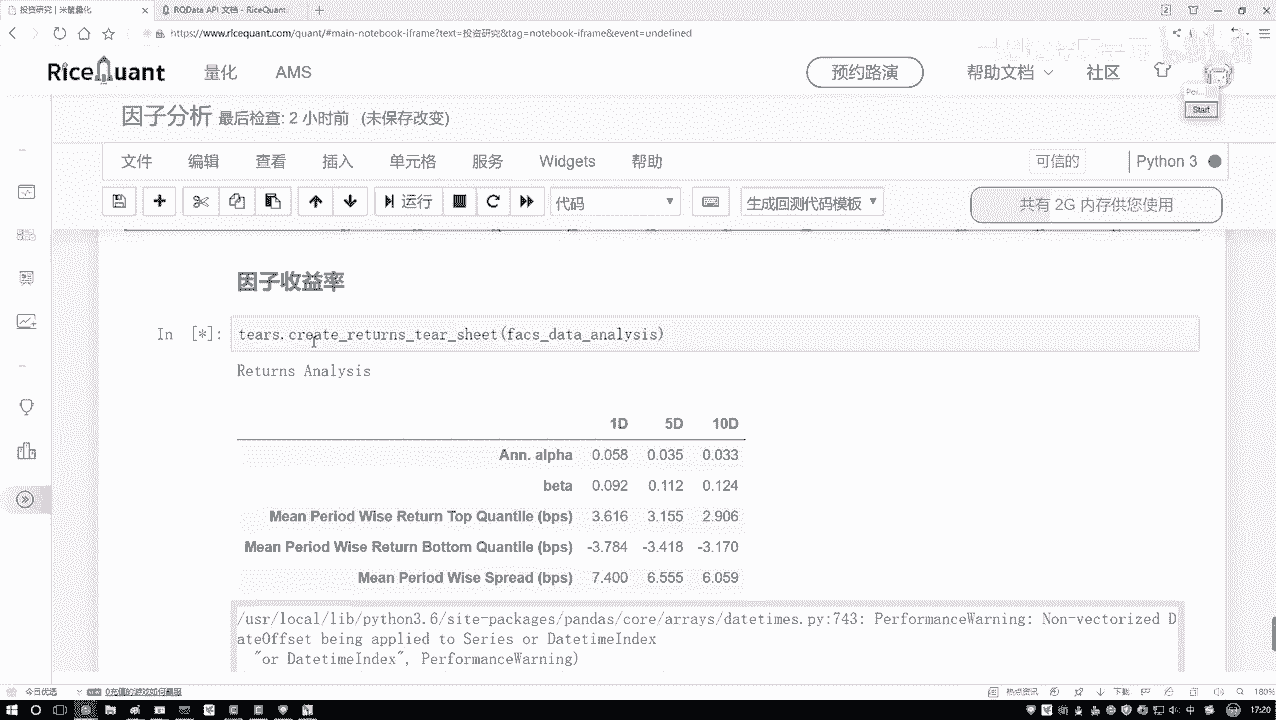 投资研究 | 米筐量化
RQData API 文档 - RiceQuant
https://www.ricequant.com/quant/#main-notebook-iframe?text=投资研究&tag=notebook-iframe&event=undefined
RiceQuant 量化 AMS 预约路演 帮助文档 社区
Start
因子分析 最后检查: 2 小时前 (未保存改变)
文件 编辑 查看 插入 单元格 服务 Widgets 帮助 可信的 Python 3
运行 代码 生成回测代码模板 共有 2G 内存供您使用
因子收益率
In [*]: tears.create_returns_tear_sheet(facs_data_analysis)
Returns Analysis
1D 5D 10D
Ann. alpha 0.058 0.035 0.033
beta 0.092 0.112 0.124
Mean Period Wise Return Top Quantile (bps) 3.616 3.155 2.906
Mean Period Wise Return Bottom Quantile (bps) -3.784 -3.418 -3.170
Mean Period Wise Spread (bps) 7.400 6.555 6.059
/usr/local/lib/python3.6/site-packages/pandas/core/arrays/datetimes.py:743: PerformanceWarning: Non-vectorized D
ateOffset being applied to Series or DatetimeIndex
"or DatetimeIndex", PerformanceWarning)
今日优选 热点资讯 下载 180%
中 17:20